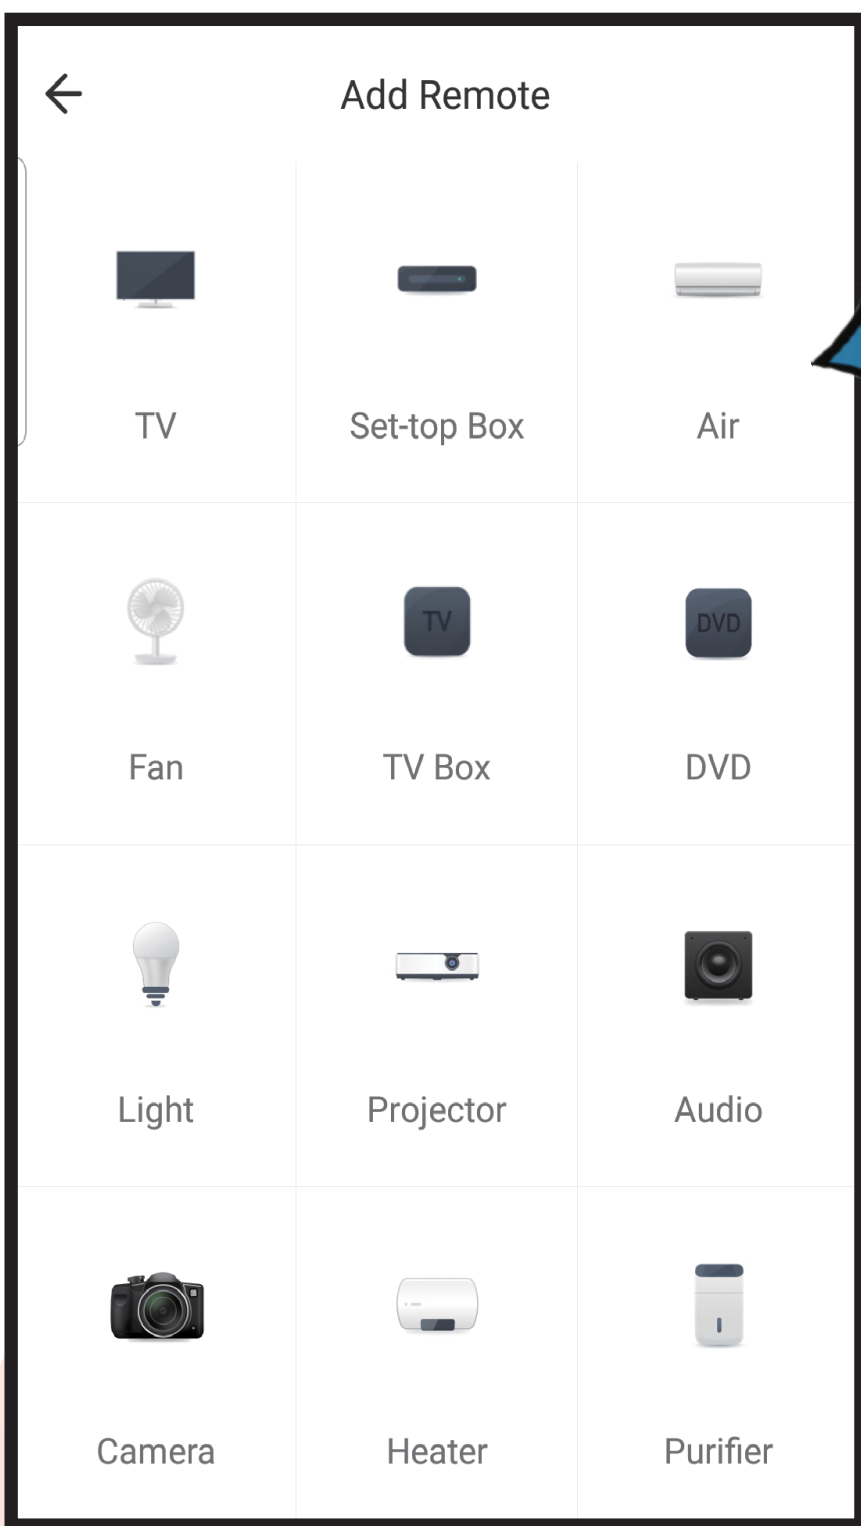 Add Remote
TV
Set-top Box
Air
TV
DVD
Fan
TV Box
DVD
Light
Projector
Audio
Camera
Heater
Purifier